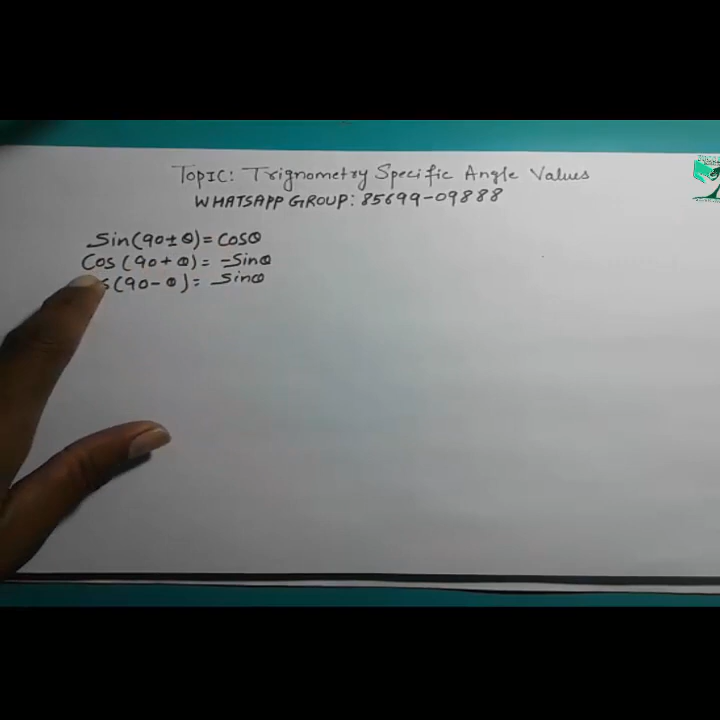 TOPIC: Trignometry Specific Angle Values
WHATSAPP GROUP: 85699-09888
Sin(90±θ)=Cosθ
Cos(90+θ)= -Sinθ
s(90-θ)= Sinθ